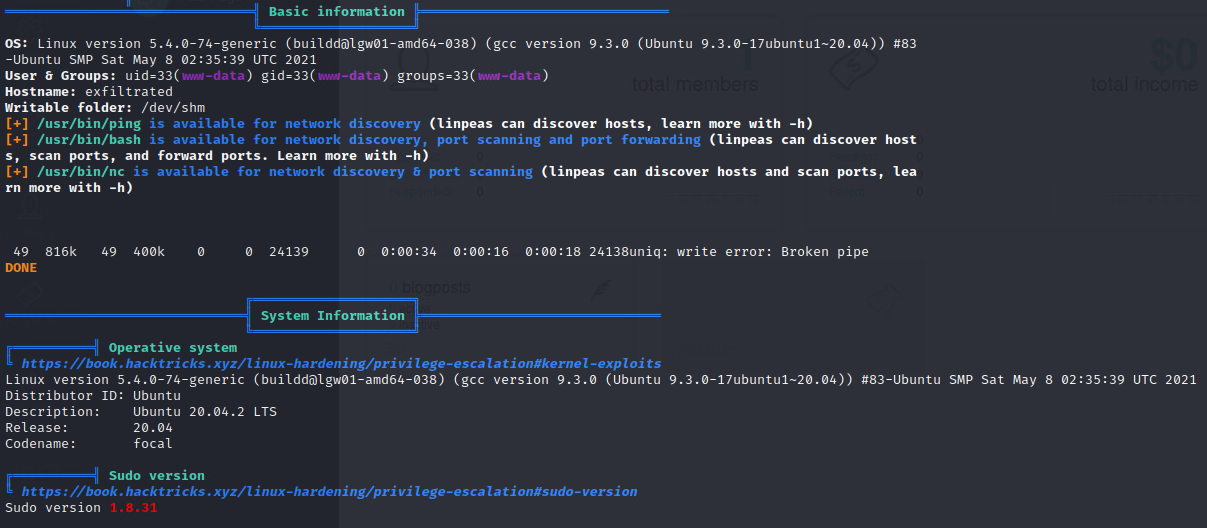 Basic information
OS: Linux version 5.4.0-74-generic (buildd@lgw01-amd64-038) (gcc version 9.3.0 (Ubuntu 9.3.0-17ubuntu1~20.04)) #83
-Ubuntu SMP Sat May 8 02:35:39 UTC 2021
User & Groups: uid=33(www-data) gid=33(www-data) groups=33(www-data)
Hostname: exfiltrated
Writable folder: /dev/shm
[+] /usr/bin/ping is available for network discovery (linpeas can discover hosts, learn more with -h)
[+] /usr/bin/bash is available for network discovery, port scanning and port forwarding (linpeas can discover host
s, scan ports, and forward ports. Learn more with -h)
[+] /usr/bin/nc is available for network discovery & port scanning (linpeas can discover hosts and scan ports, lea
rn more with -h)
$0
total members
total income
49 816k 49 400k 0 0 24139 0 0:00:34 0:00:16 0:00:18 24138uniq: write error: Broken pipe
DONE
blogposts
System Information
Operative system
https://book.hacktricks.xyz/linux-hardening/privilege-escalation#kernel-exploits
Linux version 5.4.0-74-generic (buildd@lgw01-amd64-038) (gcc version 9.3.0 (Ubuntu 9.3.0-17ubuntu1~20.04)) #83-Ubuntu SMP Sat May 8 02:35:39 UTC 2021
Distributor ID: Ubuntu
Description: Ubuntu 20.04.2 LTS
Release: 20.04
Codename: focal
Sudo version
https://book.hacktricks.xyz/linux-hardening/privilege-escalation#sudo-version
Sudo version 1.8.31